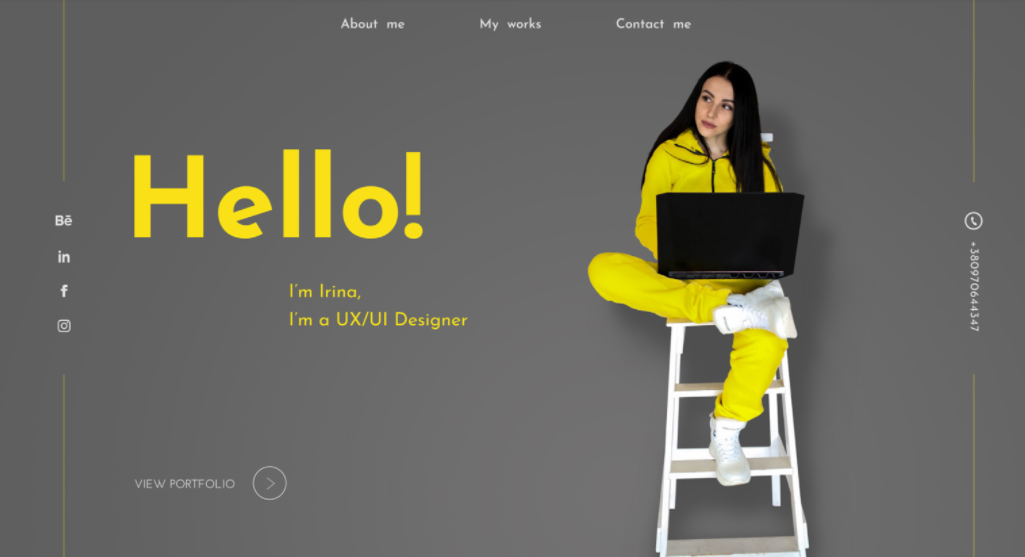 About me
My works
Contact me
Hello!
I'm Irina,
I'm a UX/UI Designer
Bē
in
f
+380970644347
VIEW PORTFOLIO